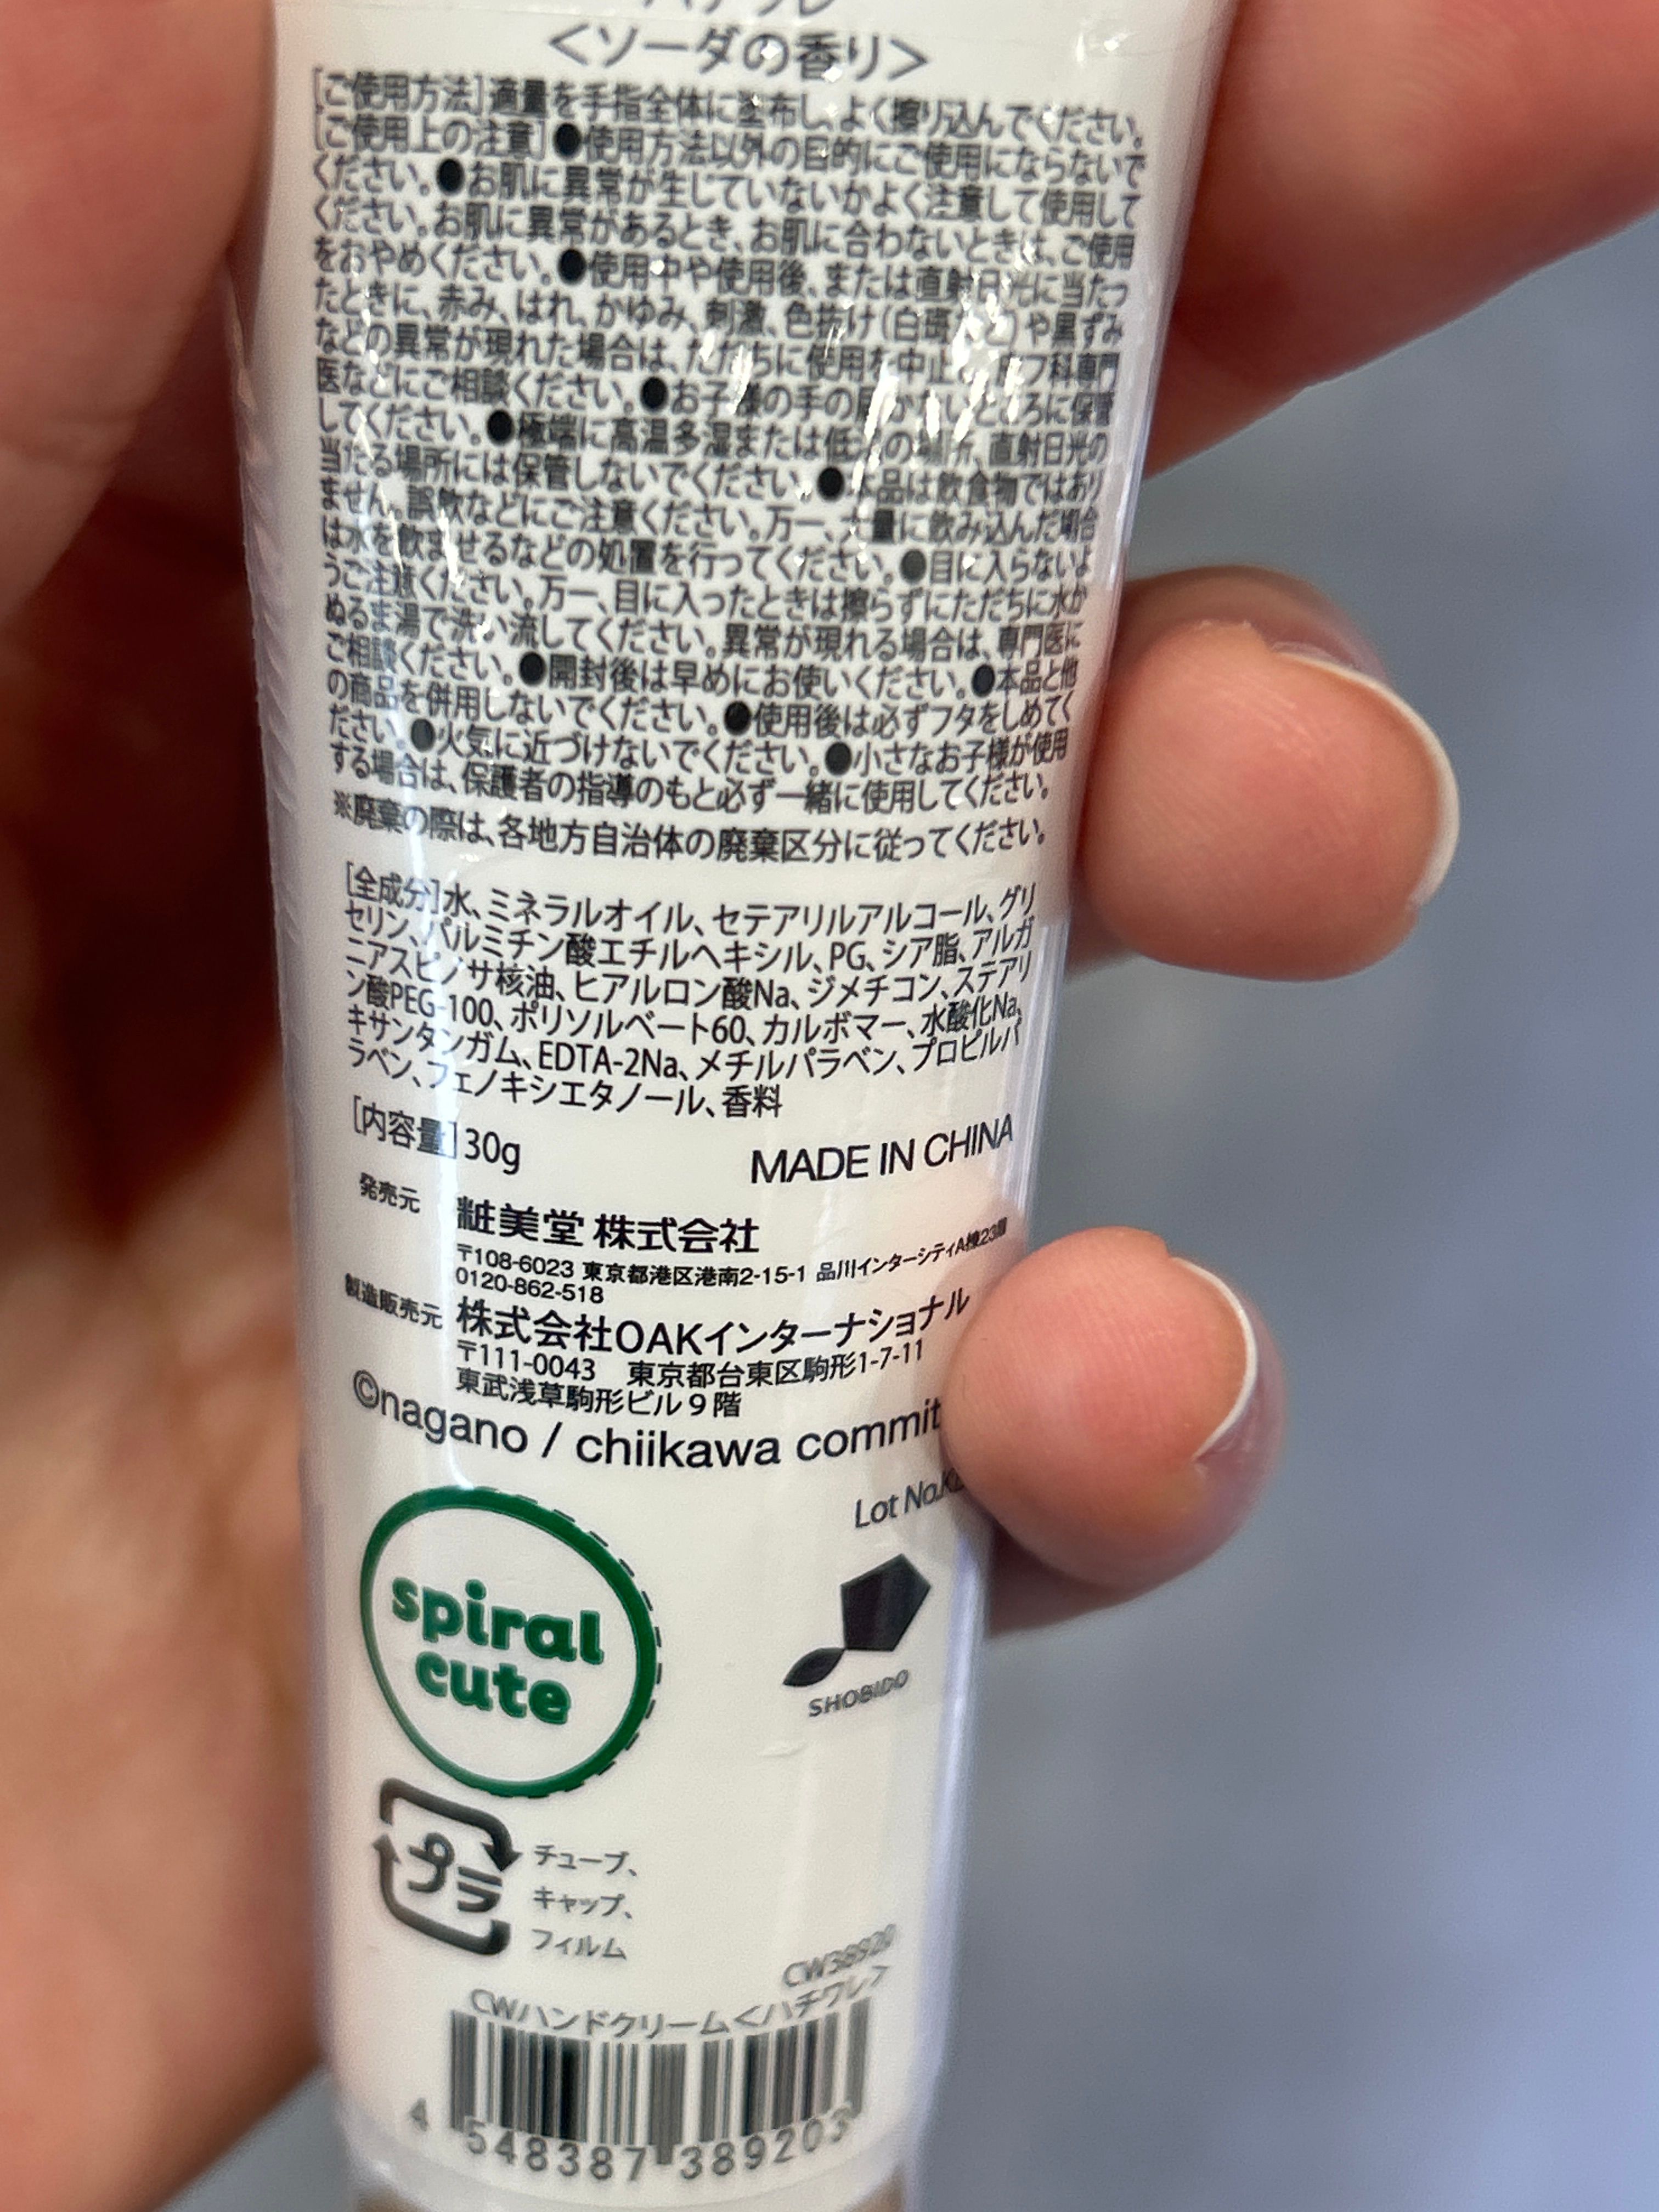 ハチワレ
＜ソーダの香り＞
[ご使用方法]適量を手指全体に塗布し、よく擦り込んでください。
[ご使用上の注意]●使用方法以外の目的にご使用にならないで
ください。●お肌に異常が生じていないかよく注意して使用して
ください。お肌に異常があるとき、お肌に合わないときは、ご使用
をおやめください。●使用中や使用後、または直射日光に当たっ
たときに、赤み、はれ、かゆみ、刺激、色抜け(白斑など)や黒ずみ
などの異常が現れた場合は、ただちに使用を中止し、皮フ科専門
医などにご相談ください。●お子様の手の届かないところに保管
してください。●極端に高温多湿または低温の場所、直射日光の
当たる場所には保管しないでください。●本品は飲食物ではあり
ません。誤飲などにご注意ください。万一、大量に飲み込んだ場合
は水を飲ませるなどの処置を行ってください。●目に入らないよ
うご注意ください。万一、目に入ったときは擦らずにただちに水か
ぬるま湯で洗い流してください。異常が現れる場合は、専門医に
ご相談ください。●開封後は早めにお使いください。●本品と他
の商品を併用しないでください。●使用後は必ずフタをしめてく
ださい。●火気に近づけないでください。●小さなお子様が使用
する場合は、保護者の指導のもと必ず一緒に使用してください。
※廃棄の際は、各地方自治体の廃棄区分に従ってください。
[全成分]水、ミネラルオイル、セテアリルアルコール、グリ
セリン、パルミチン酸エチルヘキシル、PG、シア脂、アルガ
ニアスピノサ核油、ヒアルロン酸Na、ジメチコン、ステアリ
ン酸PEG-100、ポリソルベート60、カルボマー、水酸化Na、
キサンタンガム、EDTA-2Na、メチルパラベン、プロピルパ
ラベン、フェノキシエタノール、香料
[内容量]30g MADE IN CHINA
発売元 粧美堂 株式会社
〒108-6023 東京都港区港南2-15-1 品川インターシティA棟23階
0120-862-518
製造販売元 株式会社OAKインターナショナル
〒111-0043 東京都台東区駒形1-7-11
東武浅草駒形ビル９階
©nagano / chiikawa commit
Lot No.
spiral
cute
SHOBIDO
プラ
チューブ、
キャップ、
フィルム
CW38920
CWハンドクリーム＜ハチワレ＞
4 548387 389203